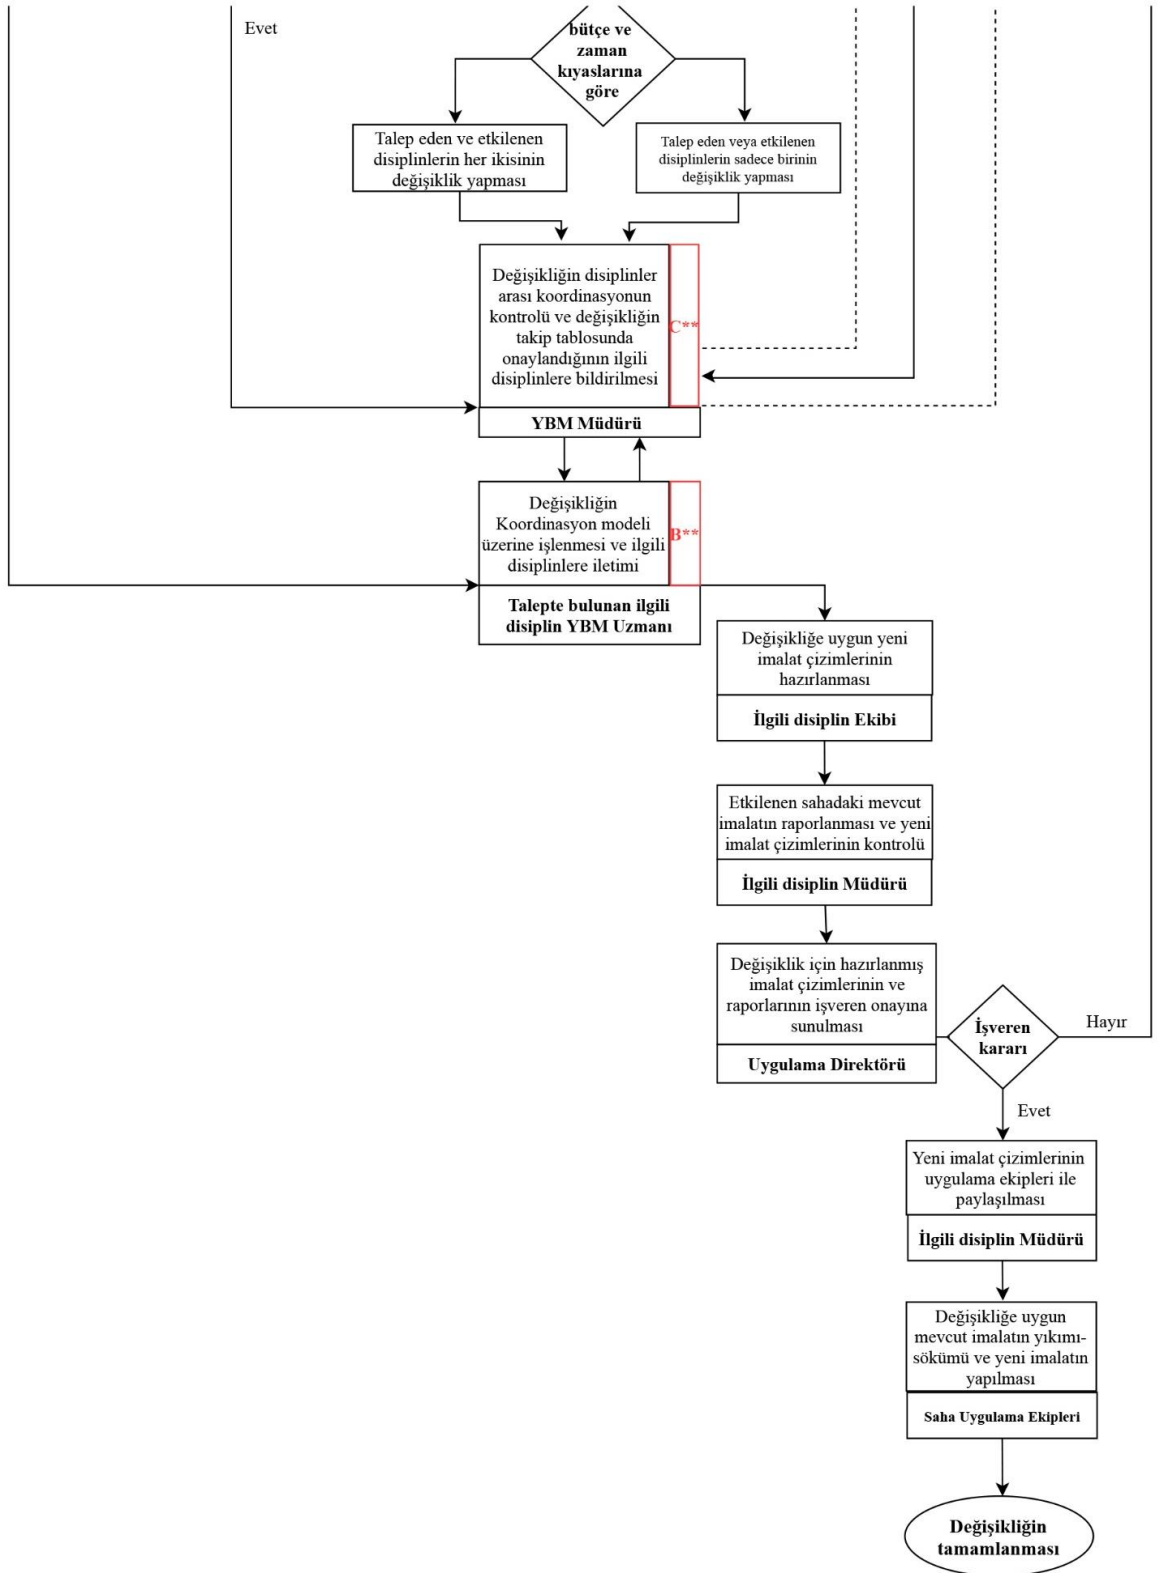 Evet
bütçe ve
zaman
kıyaslarına
göre
Talep eden ve etkilenen
disiplinlerin her ikisinin
değişiklik yapması
Talep eden veya etkilenen
disiplinlerin sadece birinin
değişiklik yapması
Değişikliğin disiplinler
arası koordinasyonun
kontrolü ve değişikliğin
takip tablosunda
onaylandığının ilgili
disiplinlere bildirilmesi
C**
YBM Müdürü
Değişikliğin
Koordinasyon modeli
üzerine işlenmesi ve ilgili
disiplinlere iletimi
B**
Talepte bulunan ilgili
disiplin YBM Uzmanı
Değişikliğe uygun yeni
imalat çizimlerinin
hazırlanması
İlgili disiplin Ekibi
Etkilenen sahadaki mevcut
imalatın raporlanması ve yeni
imalat çizimlerinin kontrolü
İlgili disiplin Müdürü
Değişiklik için hazırlanmış
imalat çizimlerinin ve
raporlarının işveren onayına
sunulması
Uygulama Direktörü
İşveren
kararı
Hayır
Evet
Yeni imalat çizimlerinin
uygulama ekipleri ile
paylaşılması
İlgili disiplin Müdürü
Değişikliğe uygun
mevcut imalatın yıkımı-
sökümü ve yeni imalatın
yapılması
Saha Uygulama Ekipleri
Değişikliğin
tamamlanması